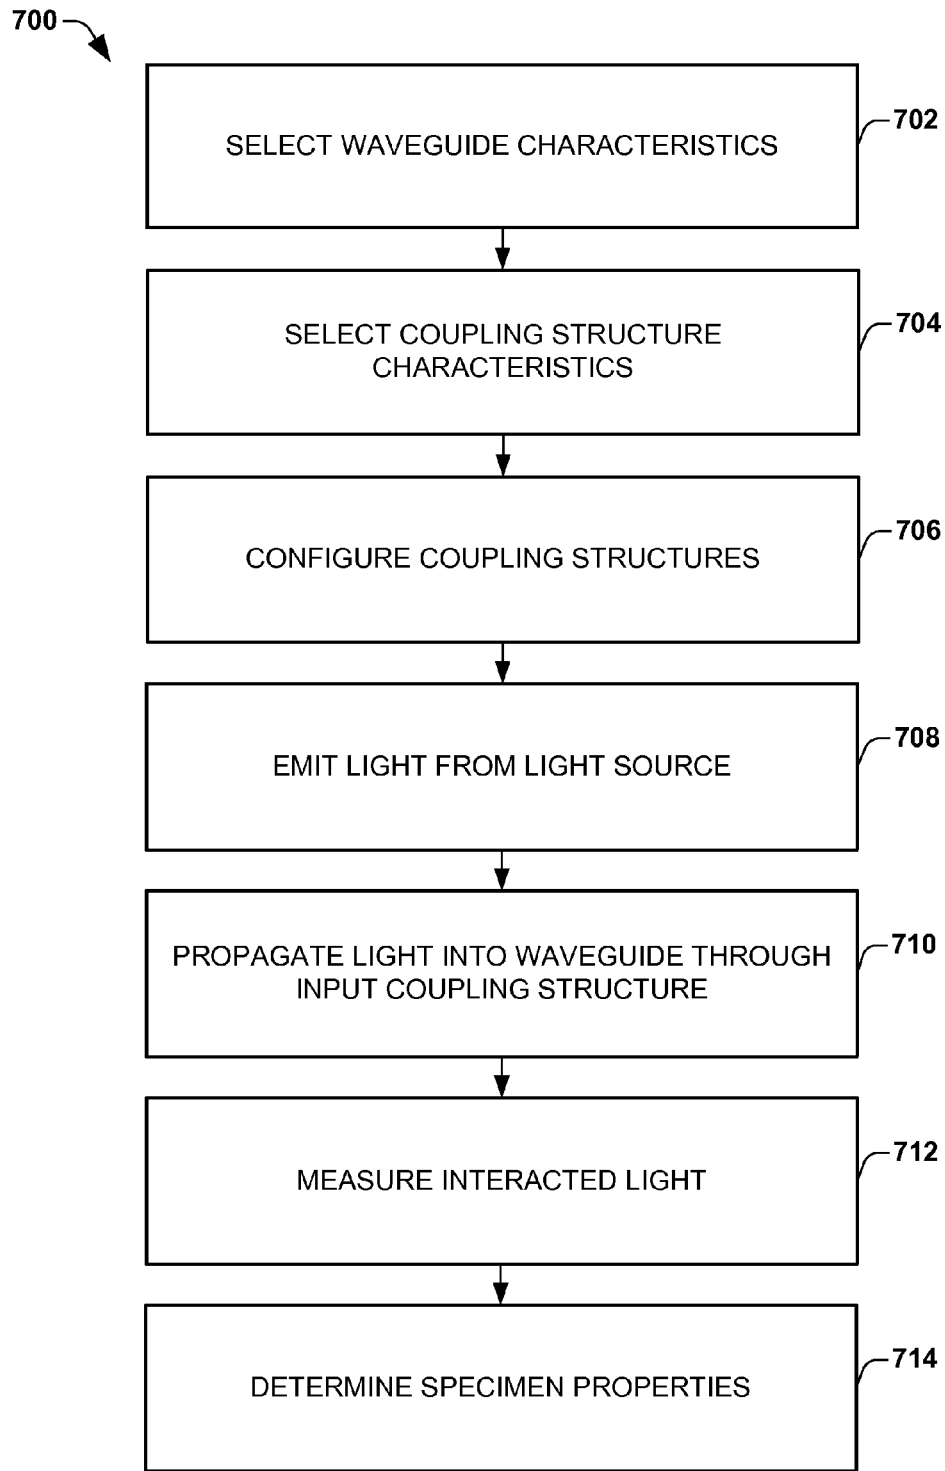 700
SELECT WAVEGUIDE CHARACTERISTICS
702
SELECT COUPLING STRUCTURE
CHARACTERISTICS
704
CONFIGURE COUPLING STRUCTURES
706
EMIT LIGHT FROM LIGHT SOURCE
708
PROPAGATE LIGHT INTO WAVEGUIDE THROUGH
INPUT COUPLING STRUCTURE
710
MEASURE INTERACTED LIGHT
712
DETERMINE SPECIMEN PROPERTIES
714